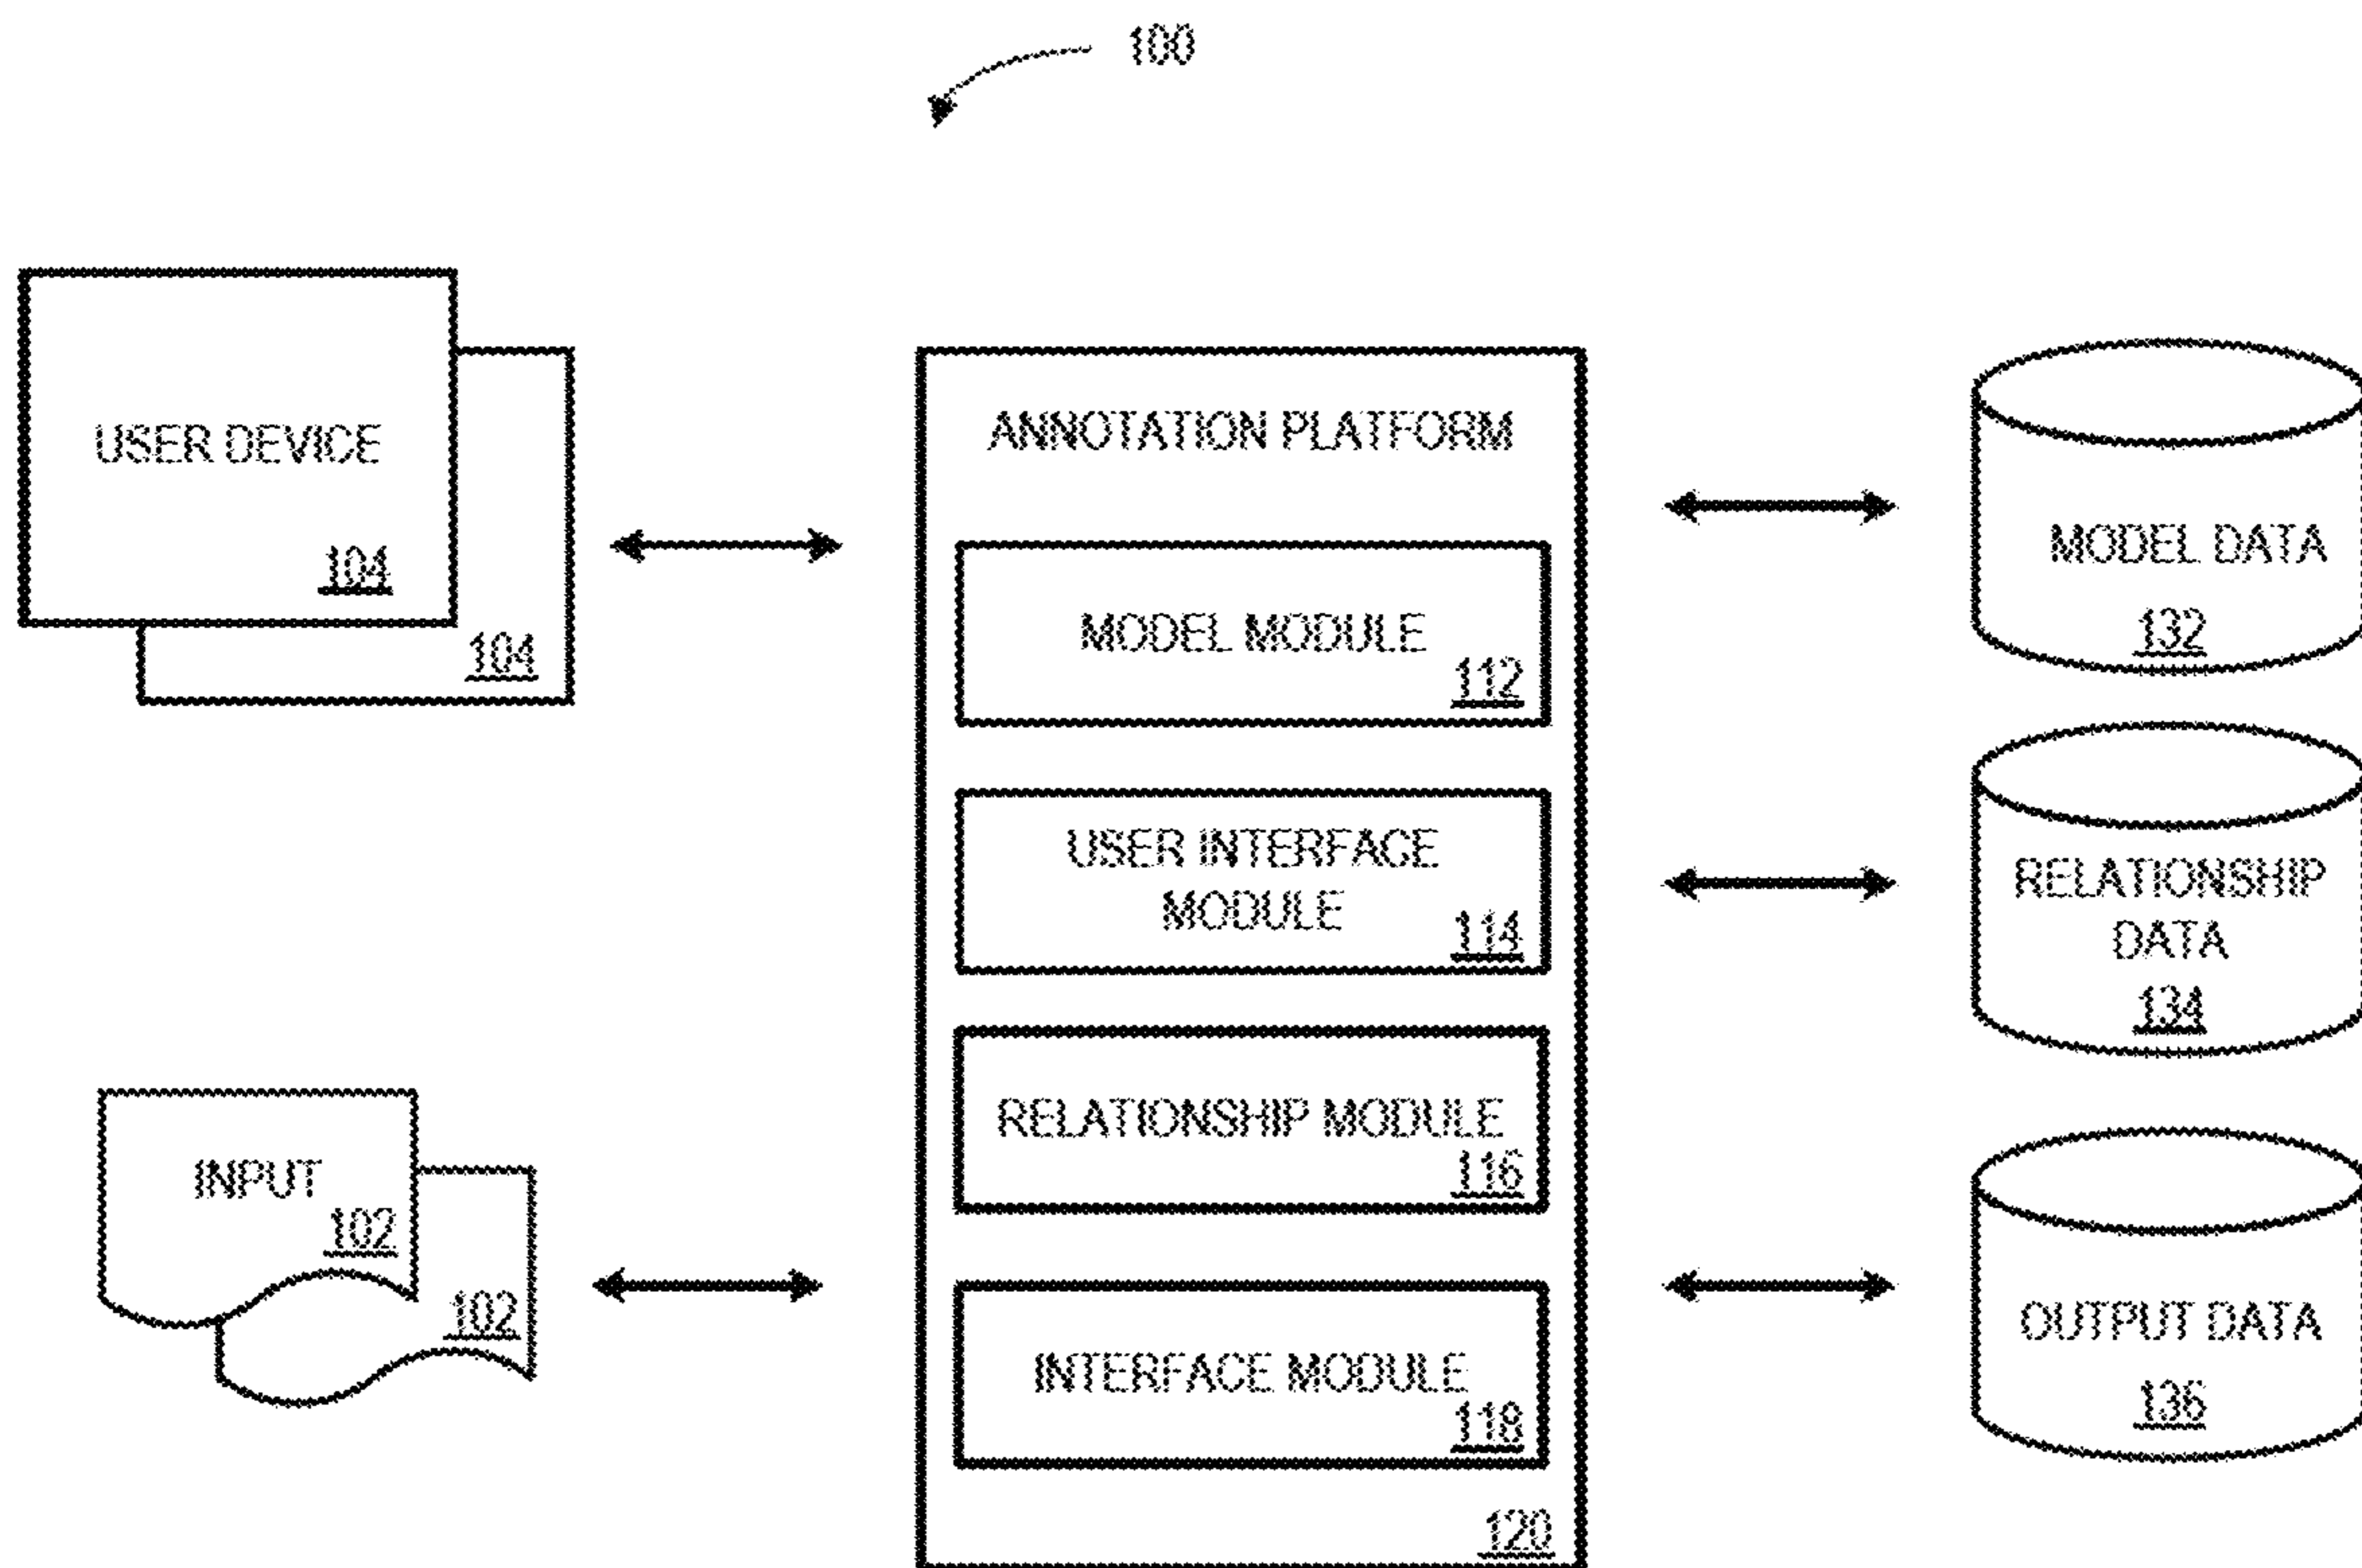 100
USER DEVICE
104
104
INPUT
102
102
ANNOTATION PLATFORM
MODEL MODULE
112
USER INTERFACE
MODULE
114
RELATIONSHIP MODULE
116
INTERFACE MODULE
118
120
MODEL DATA
132
RELATIONSHIP
DATA
134
OUTPUT DATA
136